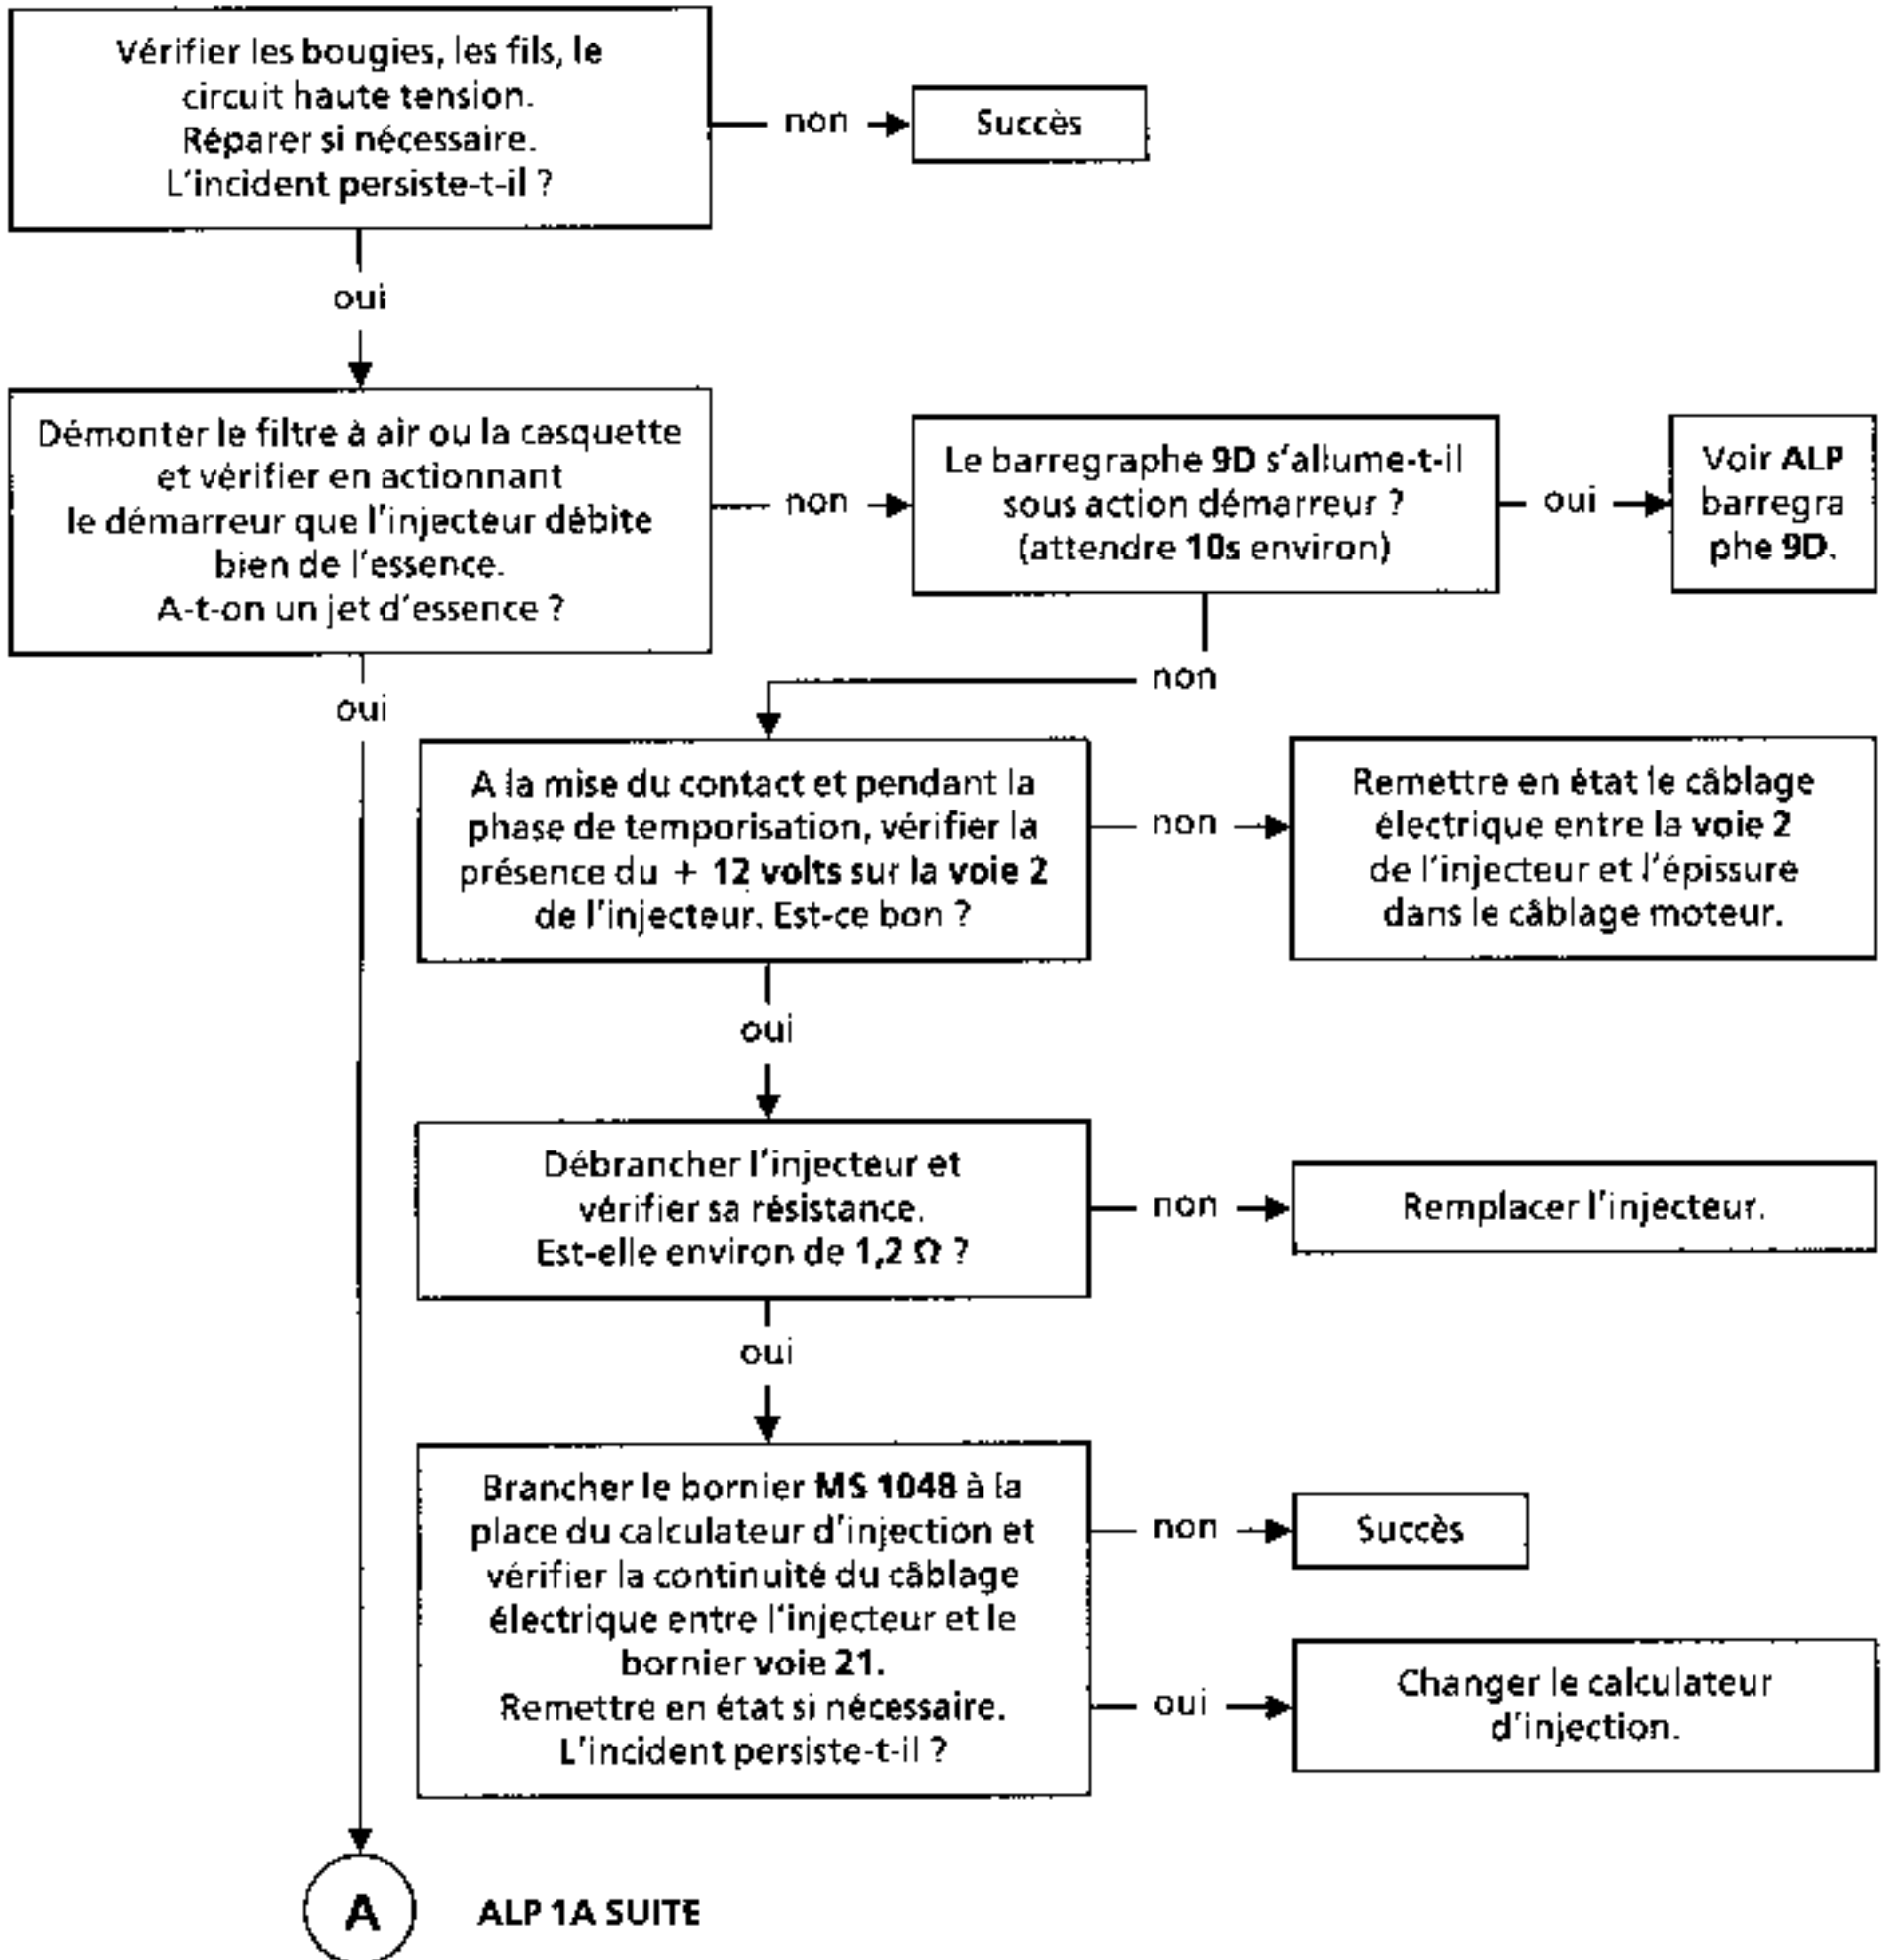 Vérifier les bougies, les fils, le
circuit haute tension.
Réparer si nécessaire.
L'incident persiste-t-il ?
non
Succès
oui
Démonter le filtre à air ou la casquette
et vérifier en actionnant
le démarreur que l'injecteur débite
bien de l'essence.
A-t-on un jet d'essence ?
non
Le barregraphe 9D s'allume-t-il
sous action démarreur ?
(attendre 10s environ)
oui
Voir ALP
barregra
phe 9D.
non
oui
A la mise du contact et pendant la
phase de temporisation, vérifier la
présence du + 12 volts sur la voie 2
de l'injecteur. Est-ce bon ?
non
Remettre en état le câblage
électrique entre la voie 2
de l'injecteur et l'épissure
dans le câblage moteur.
oui
Débrancher l'injecteur et
vérifier sa résistance.
Est-elle environ de 1,2 Ω ?
non
Remplacer l'injecteur.
oui
Brancher le bornier MS 1048 à la
place du calculateur d'injection et
vérifier la continuité du câblage
électrique entre l'injecteur et le
bornier voie 21.
Remettre en état si nécessaire.
L'incident persiste-t-il ?
non
Succès
oui
Changer le calculateur
d'injection.
A
ALP 1A SUITE